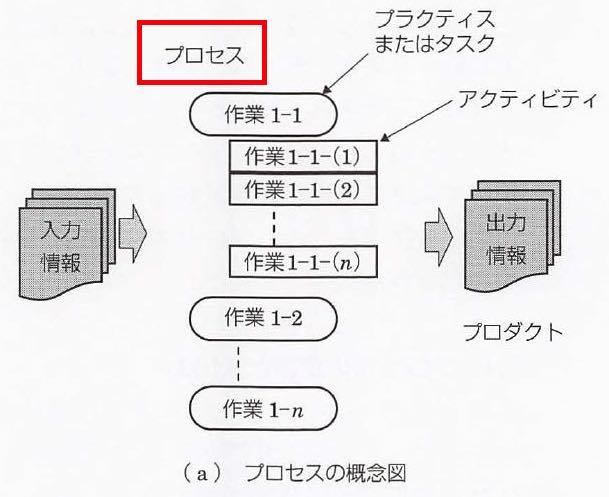 プロセス
プラクティス
またはタスク
作業1-1
アクティビティ
作業1-1-(1)
作業1-1-(2)
入力
情報
作業1-1-(n)
出力
情報
作業1-2
プロダクト
作業1-n
(a) プロセスの概念図